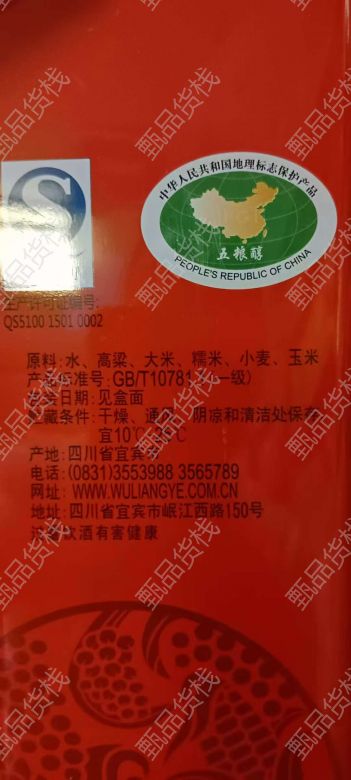 中华人民共和国地理标志保护产品
五粮醇
PEOPLE'S REPUBLIC OF CHINA
生产许可证编号:
QS5100 1501 0002
原料: 水、高粱、大米、糯米、小麦、玉米
产品标准号: GB/T10781. 一级)
日期: 见盒面
贮藏条件: 干燥、通风、阴凉和清洁处保存
宜10℃
产地: 四川省宜宾市
电话: (0831)3553988 3565789
网址: WWW.WULIANGYE.COM.CN
地址: 四川省宜宾市岷江西路150号
饮酒有害健康
甄品货栈